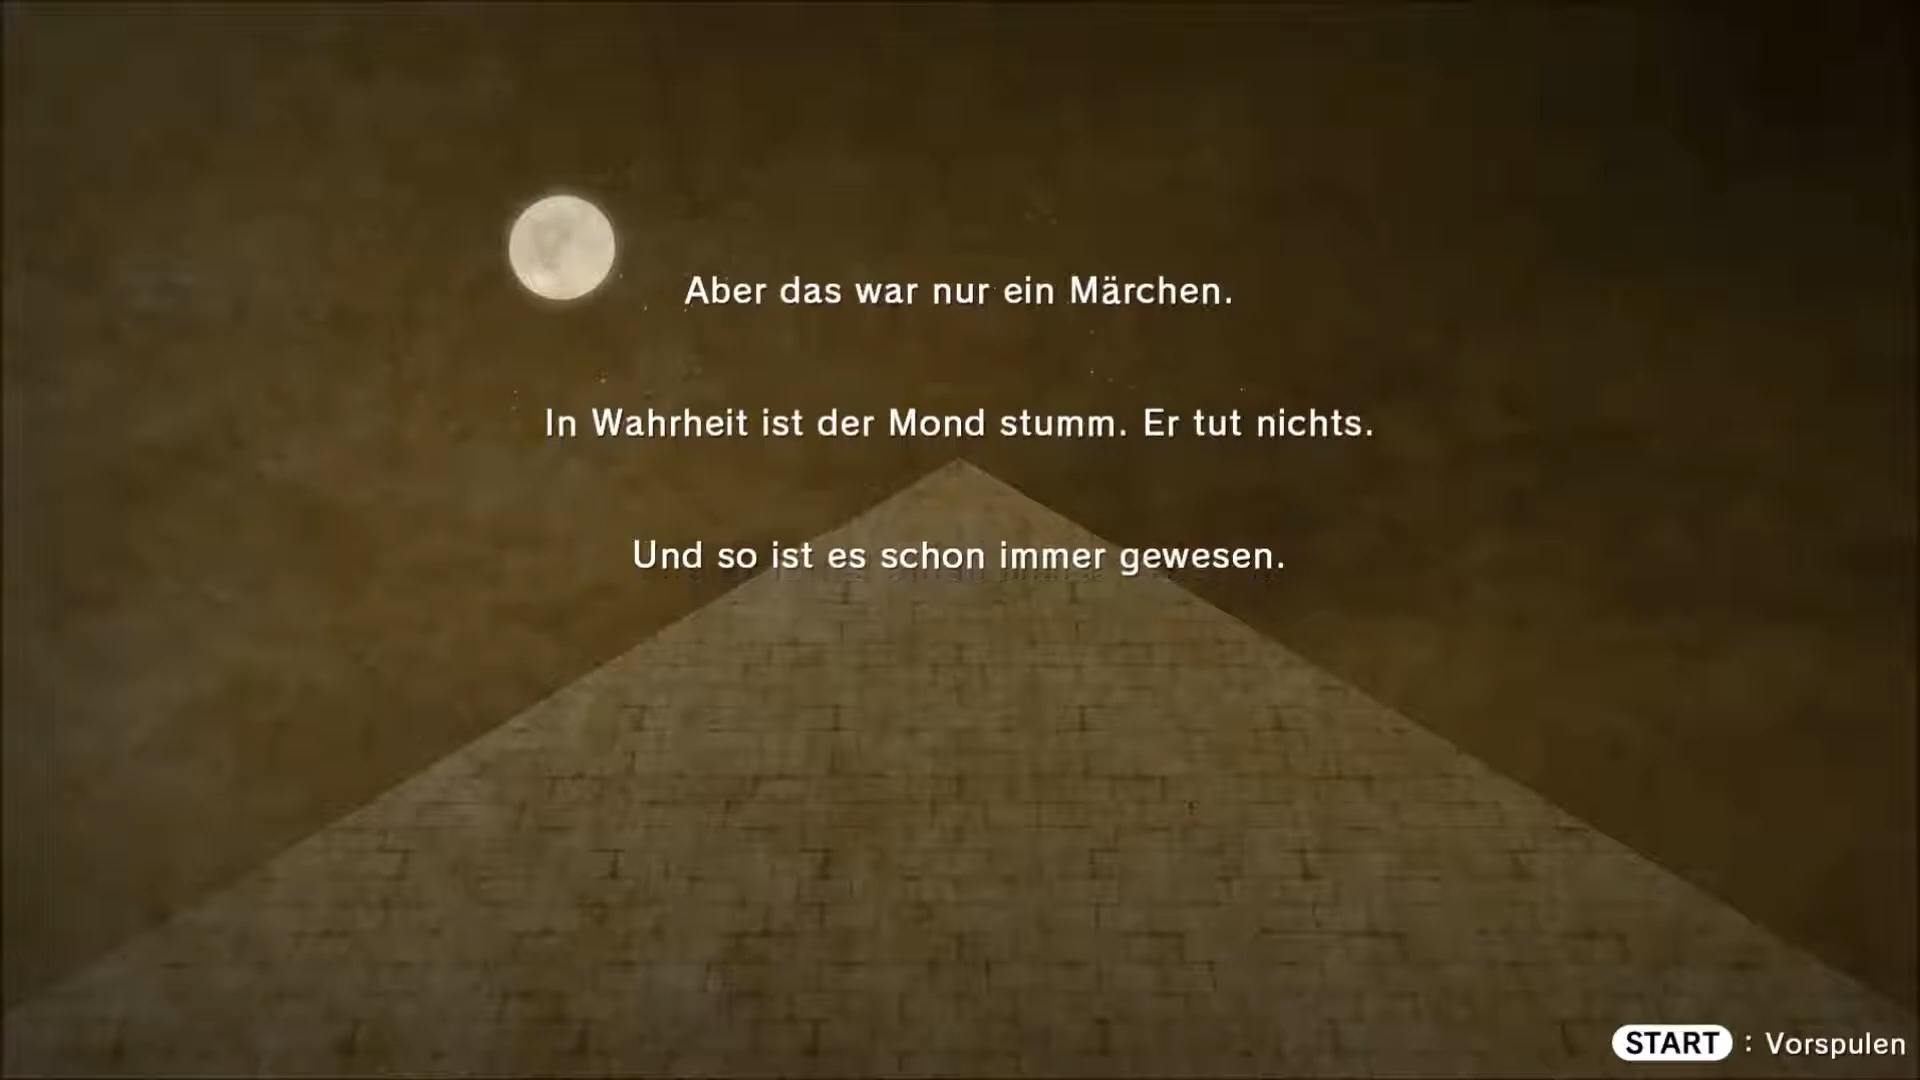 Aber das war nur ein Märchen.
In Wahrheit ist der Mond stumm. Er tut nichts.
Und so ist es schon immer gewesen.
START : Vorspulen